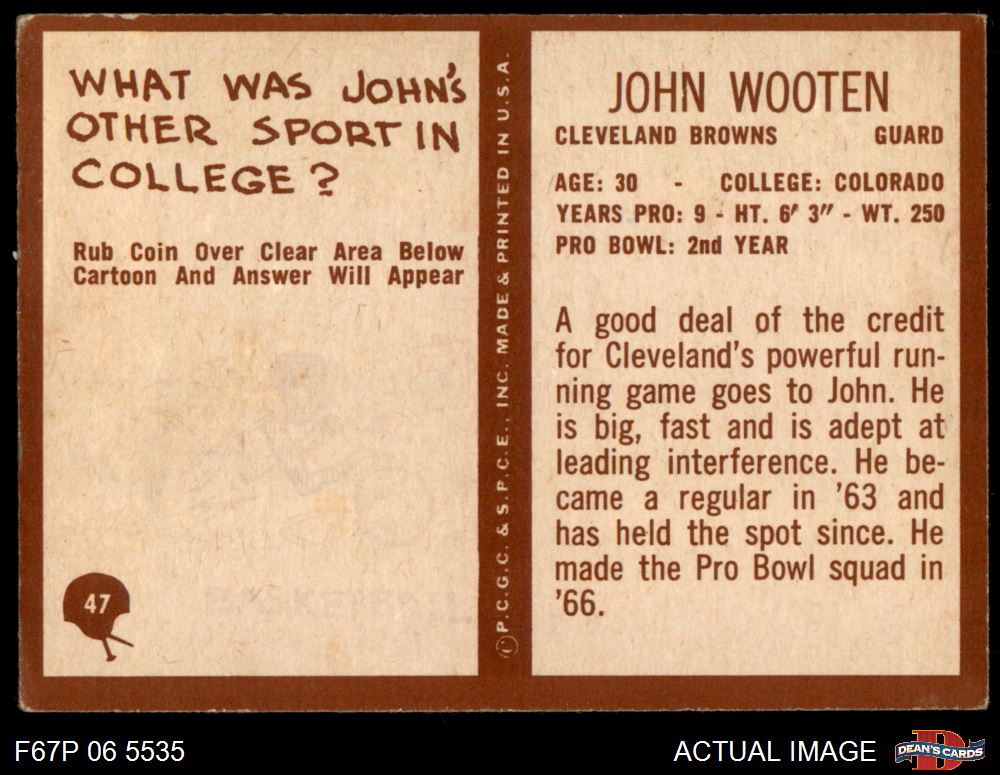 WHAT WAS JOHN'S
OTHER SPORT IN
COLLEGE?
Rub Coin Over Clear Area Below
Cartoon And Answer Will Appear
47
© P.C.G.C. & S.P.C.E., INC. MADE & PRINTED IN U.S.A.
JOHN WOOTEN
CLEVELAND BROWNS GUARD
AGE: 30 - COLLEGE: COLORADO
YEARS PRO: 9 - HT. 6' 3" - WT. 250
PRO BOWL: 2nd YEAR
A good deal of the credit
for Cleveland's powerful run-
ning game goes to John. He
is big, fast and is adept at
leading interference. He be-
came a regular in '63 and
has held the spot since. He
made the Pro Bowl squad in
'66.
F67P 06 5535
ACTUAL IMAGE
DEAN'S CARDS